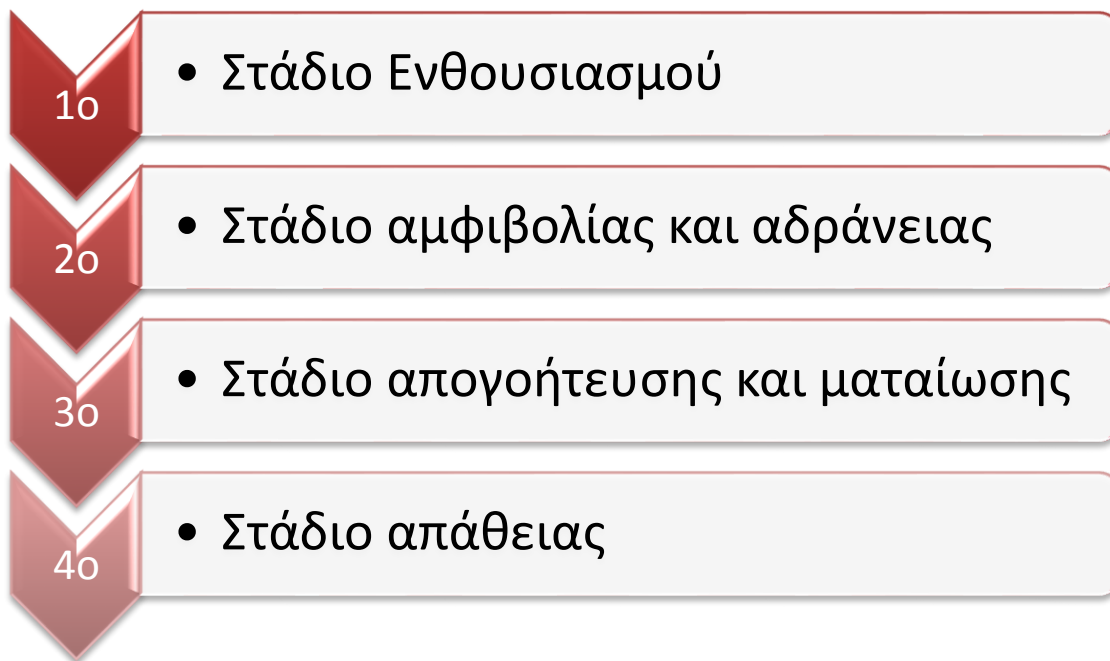 1ο
• Στάδιο Ενθουσιασμού
2ο
• Στάδιο αμφιβολίας και αδράνειας
3ο
• Στάδιο απογοήτευσης και ματαίωσης
4ο
• Στάδιο απάθειας